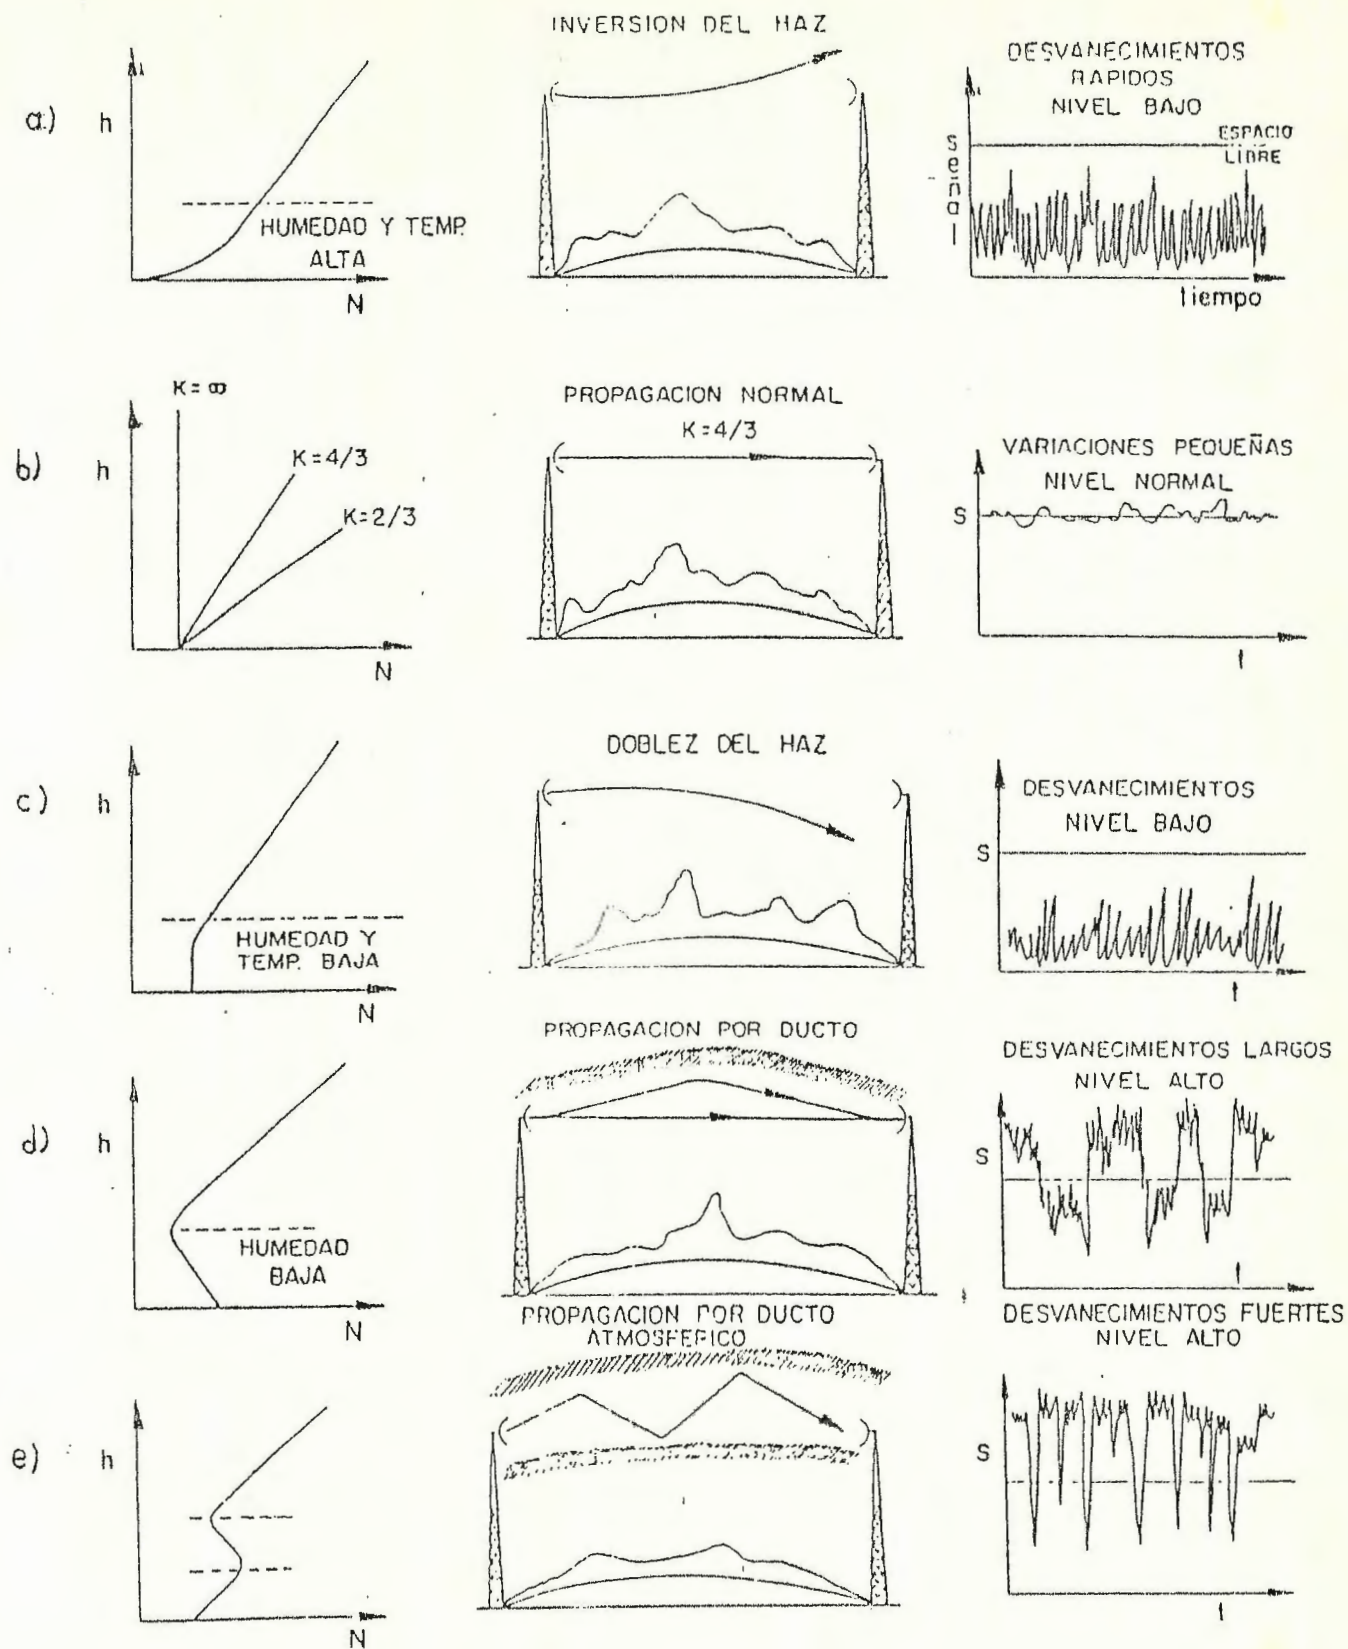 INVERSION DEL HAZ
a)
h
HUMEDAD Y TEMP.
ALTA
N
DESVANECIMIENTOS
RAPIDOS
NIVEL BAJO
señal
ESPACIO
LIBRE
tiempo
b)
h
K=∞
K=4/3
K=2/3
N
PROPAGACION NORMAL
K=4/3
VARIACIONES PEQUEÑAS
NIVEL NORMAL
S
t
c)
h
HUMEDAD Y
TEMP. BAJA
N
DOBLEZ DEL HAZ
DESVANECIMIENTOS
NIVEL BAJO
S
t
d)
h
HUMEDAD
BAJA
N
PROPAGACION POR DUCTO
DESVANECIMIENTOS LARGOS
NIVEL ALTO
S
t
e)
h
N
PROPAGACION POR DUCTO
ATMOSFERICO
DESVANECIMIENTOS FUERTES
NIVEL ALTO
S
t